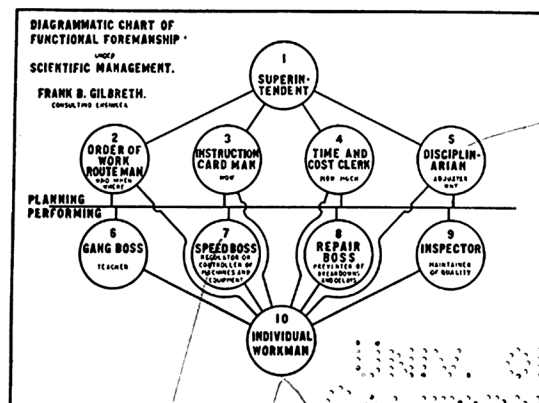 DIAGRAMMATIC CHART OF
FUNCTIONAL FOREMANSHIP
UNDER
SCIENTIFIC MANAGEMENT.
FRANK B. GILBRETH.
CONSULTING ENGINEER
1
SUPERIN-
TENDENT
2
ORDER OF
WORK
ROUTE MAN
AND WHEN
WHERE
3
INSTRUCTION
CARD MAN
HOW
4
TIME AND
COST CLERK
HOW MUCH
5
DISCIPLIN-
ARIAN
ADJUSTER
WHY
PLANNING
PERFORMING
6
GANG BOSS
TEACHER
7
SPEED BOSS
REGULATOR OR
CONTROLLER OF
MACHINES AND
EQUIPMENT
8
REPAIR
BOSS
PREVENTER OF
BREAKDOWNS
AND DELAYS
9
INSPECTOR
MAINTAINER
OF QUALITY
10
INDIVIDUAL
WORKMAN
UNIV. O